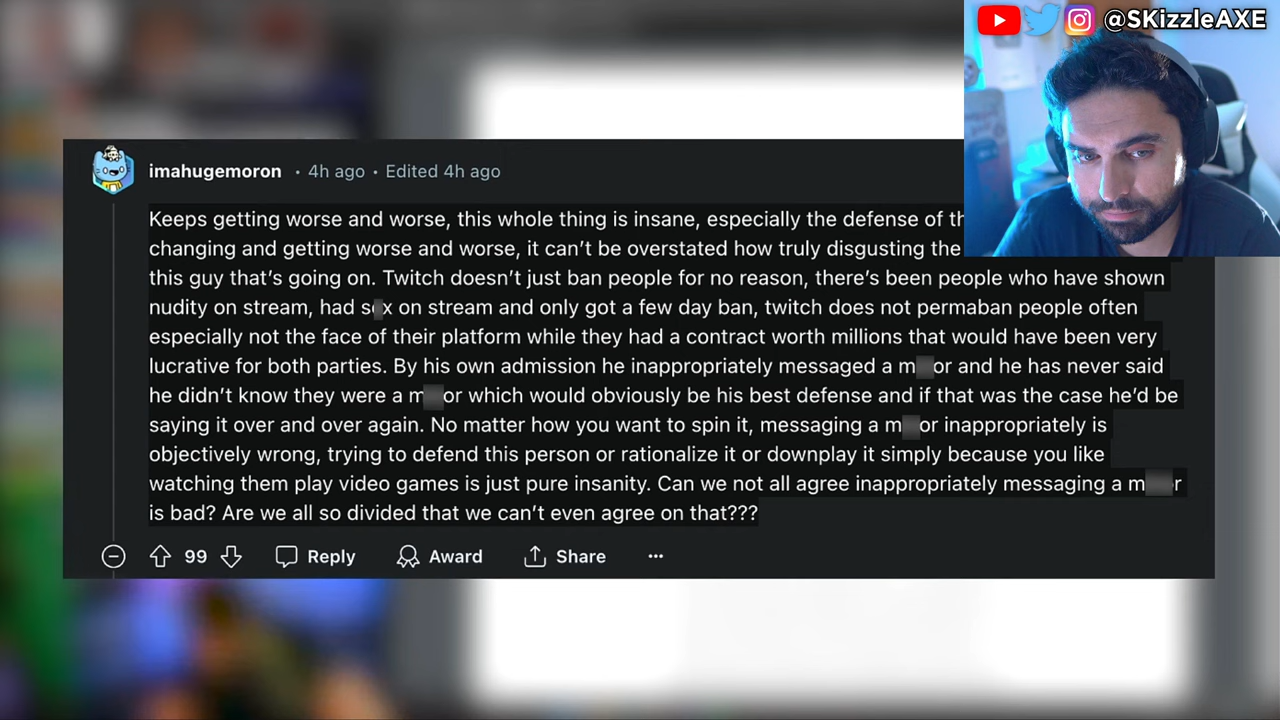 @SKizzleAXE
imahugemoron • 4h ago • Edited 4h ago
Keeps getting worse and worse, this whole thing is insane, especially the defense of th
changing and getting worse and worse, it can’t be overstated how truly disgusting the
this guy that’s going on. Twitch doesn’t just ban people for no reason, there’s been people who have shown
nudity on stream, had s x on stream and only got a few day ban, twitch does not permaban people often
especially not the face of their platform while they had a contract worth millions that would have been very
lucrative for both parties. By his own admission he inappropriately messaged a m or and he has never said
he didn’t know they were a m or which would obviously be his best defense and if that was the case he’d be
saying it over and over again. No matter how you want to spin it, messaging a m or inappropriately is
objectively wrong, trying to defend this person or rationalize it or downplay it simply because you like
watching them play video games is just pure insanity. Can we not all agree inappropriately messaging a m r
is bad? Are we all so divided that we can’t even agree on that???
99 Reply Award Share